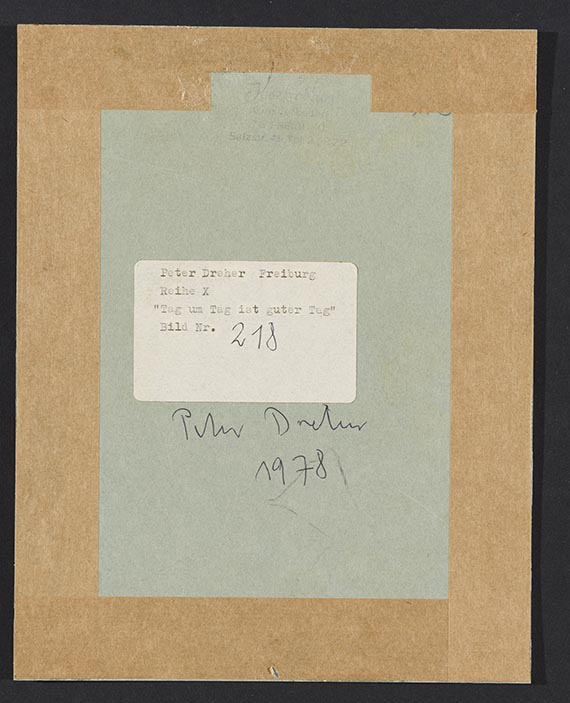 Peter Dreher Freiburg
Reihe X
"Tag um Tag ist guter Tag"
Bild Nr. 218
Peter Dreher
1978